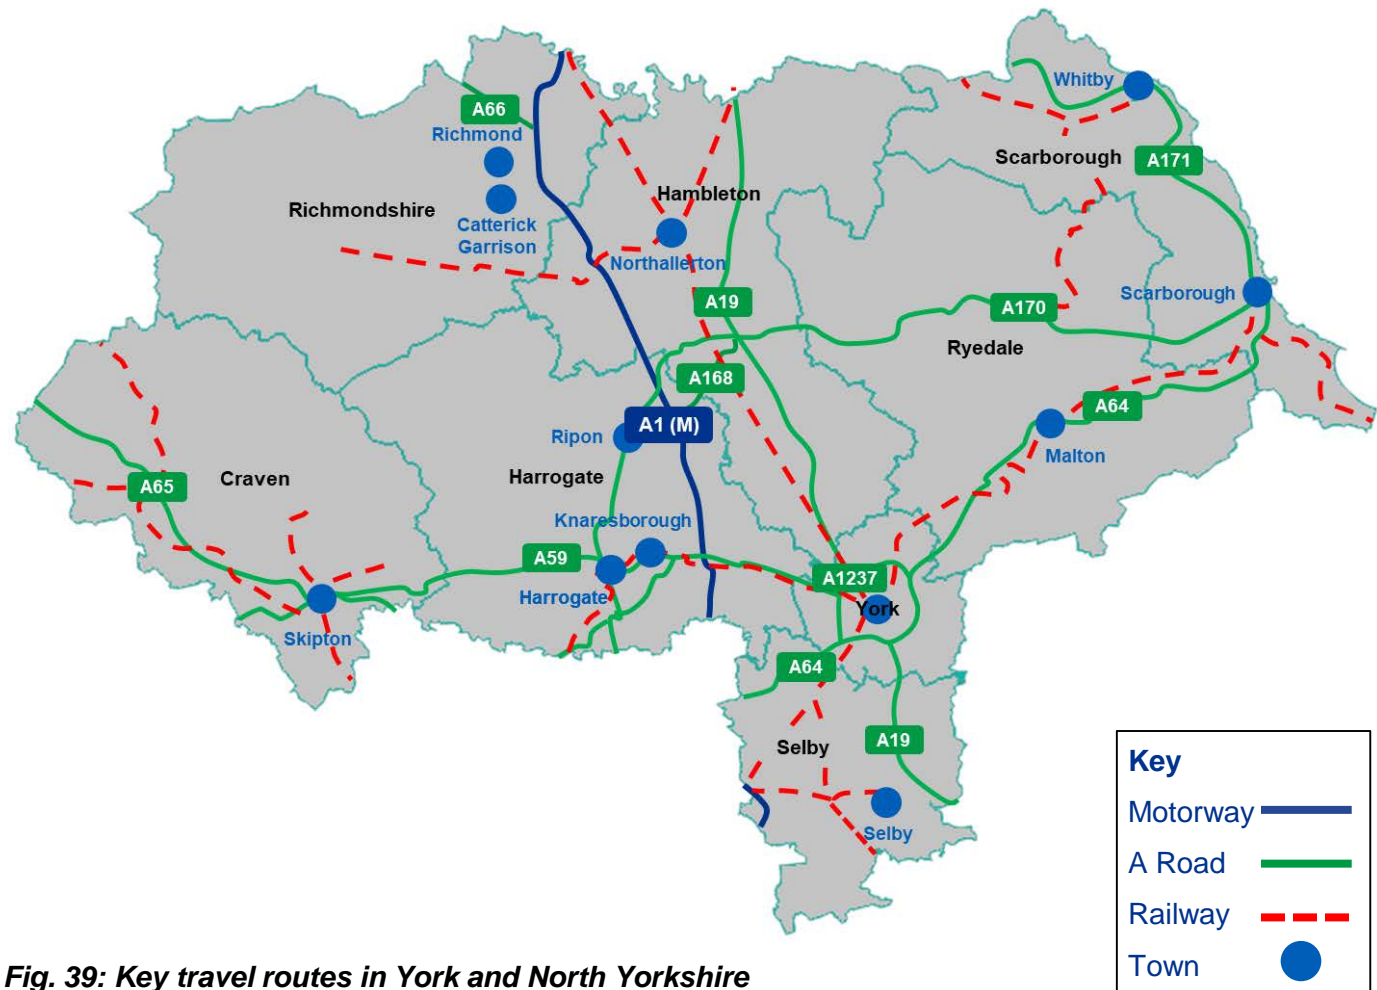 Whitby
A66
Richmond
Scarborough
A171
Hambleton
Richmondshire
Catterick
Garrison
Northallerton
Scarborough
A19
A170
Ryedale
A168
A64
A1 (M)
Ripon
Malton
Harrogate
Craven
A65
Knaresborough
A59
A1237
Harrogate
York
Skipton
A64
A19
Selby
Selby
Key
Motorway
A Road
Railway
Town
Fig. 39: Key travel routes in York and North Yorkshire